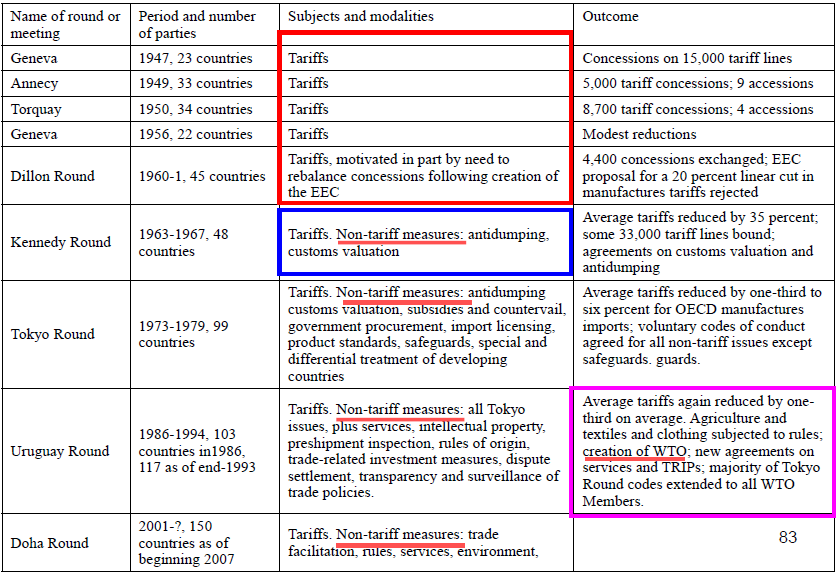 Name of round or meeting
Period and number of parties
Subjects and modalities
Outcome
Geneva
1947, 23 countries
Tariffs
Concessions on 15,000 tariff lines
Annecy
1949, 33 countries
Tariffs
5,000 tariff concessions; 9 accessions
Torquay
1950, 34 countries
Tariffs
8,700 tariff concessions; 4 accessions
Geneva
1956, 22 countries
Tariffs
Modest reductions
Dillon Round
1960-1, 45 countries
Tariffs, motivated in part by need to
rebalance concessions following creation of
the EEC
4,400 concessions exchanged; EEC
proposal for a 20 percent linear cut in
manufactures tariffs rejected
Kennedy Round
1963-1967, 48
countries
Tariffs. Non-tariff measures: antidumping,
customs valuation
Average tariffs reduced by 35 percent;
some 33,000 tariff lines bound;
agreements on customs valuation and
antidumping
Tokyo Round
1973-1979, 99
countries
Tariffs. Non-tariff measures: antidumping
customs valuation, subsidies and countervail,
government procurement, import licensing,
product standards, safeguards, special and
differential treatment of developing
countries
Average tariffs reduced by one-third to
six percent for OECD manufactures
imports; voluntary codes of conduct
agreed for all non-tariff issues except
safeguards. guards.
Uruguay Round
1986-1994, 103
countries in1986,
117 as of end-1993
Tariffs. Non-tariff measures: all Tokyo
issues, plus services, intellectual property,
preshipment inspection, rules of origin,
trade-related investment measures, dispute
settlement, transparency and surveillance of
trade policies.
Average tariffs again reduced by one-
third on average. Agriculture and
textiles and clothing subjected to rules;
creation of WTO; new agreements on
services and TRIPs; majority of Tokyo
Round codes extended to all WTO
Members.
Doha Round
2001-?, 150
countries as of
beginning 2007
Tariffs. Non-tariff measures: trade
facilitation, rules, services, environment,
83